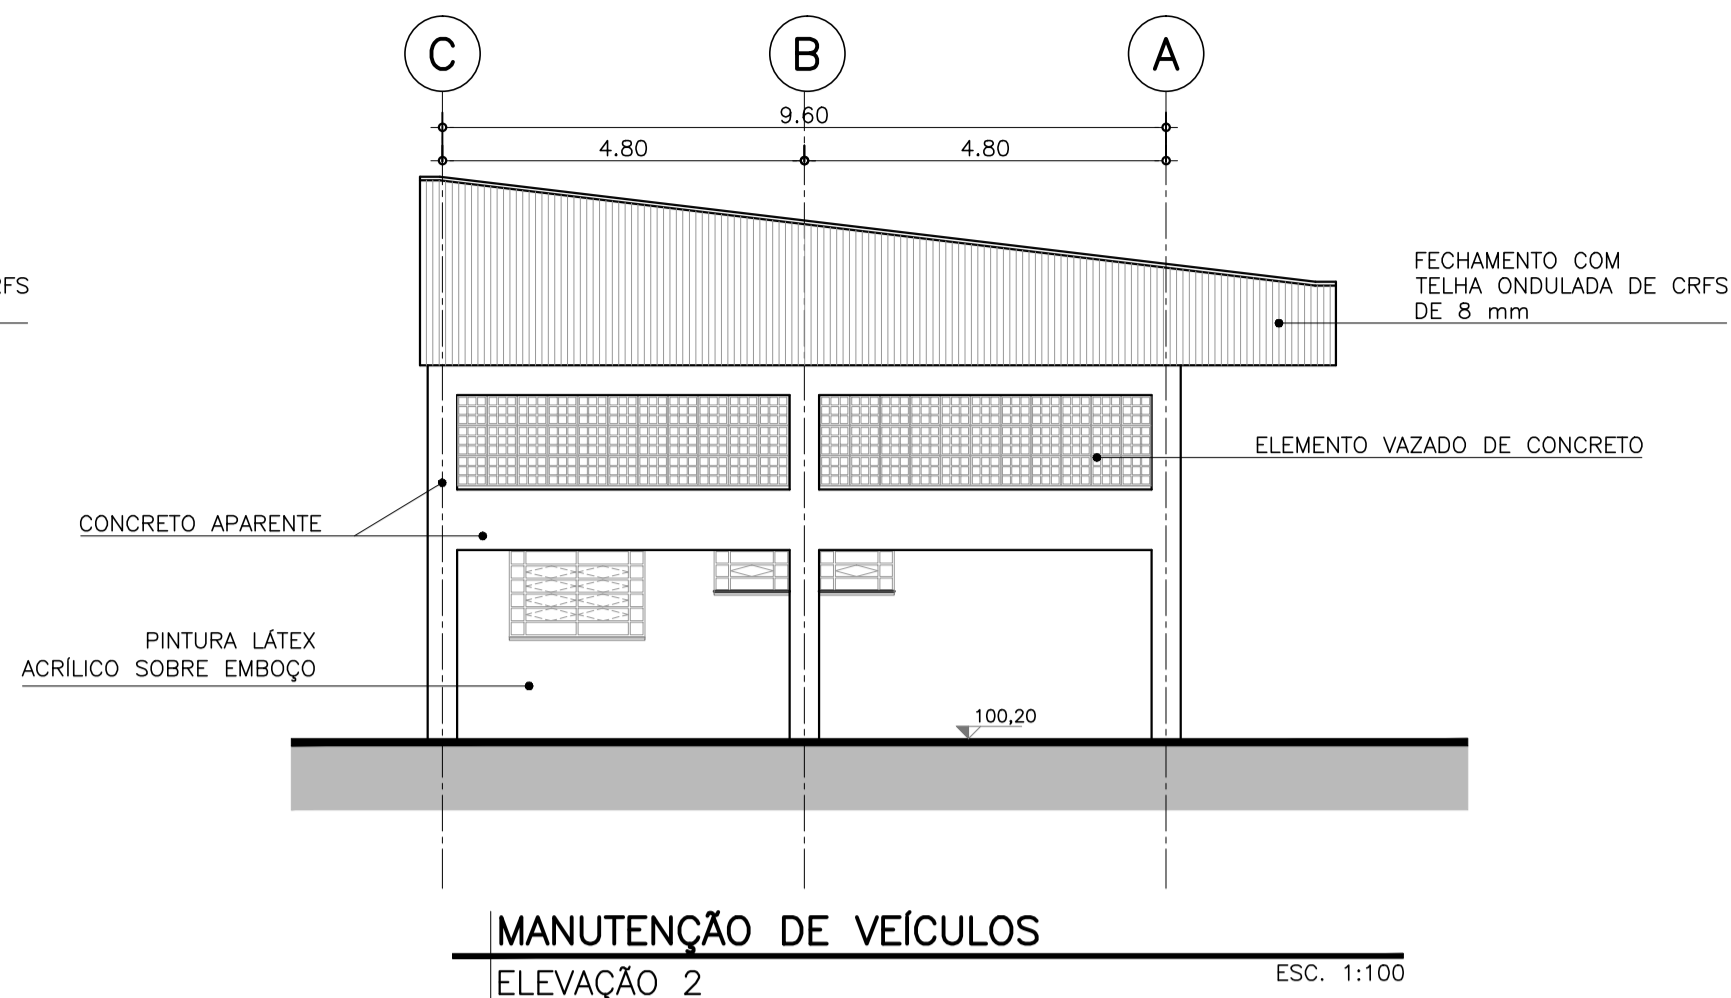 C B A
9.60
4.80 4.80
FECHAMENTO COM
TELHA ONDULADA DE CRFS
DE 8 mm
ELEMENTO VAZADO DE CONCRETO
CONCRETO APARENTE
PINTURA LÁTEX
ACRÍLICO SOBRE EMBOÇO
100,20
MANUTENÇÃO DE VEÍCULOS
ELEVAÇÃO 2
ESC. 1:100